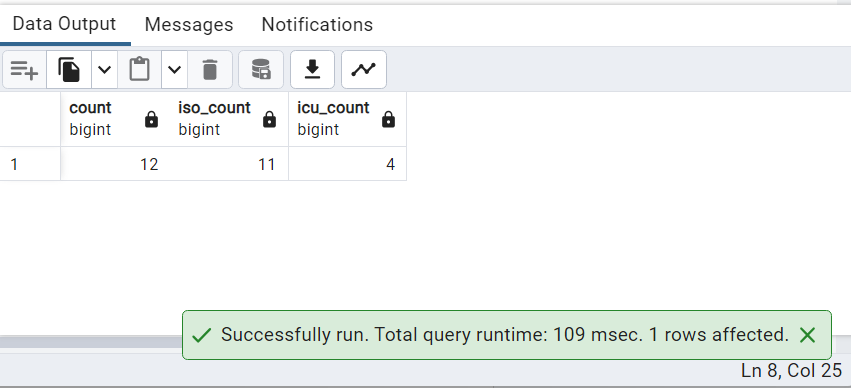 Data Output Messages Notifications
count iso_count icu_count
bigint bigint bigint
1 12 11 4
Successfully run. Total query runtime: 109 msec. 1 rows affected.
Ln 8, Col 25